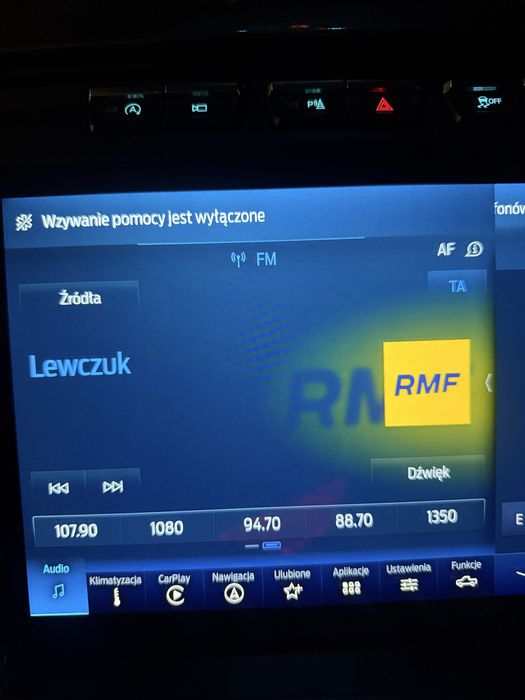 OFF A
P
OFF
Wzywanie pomocy jest wyłączone
fonów
FM
AF
Źródła
TA
Lewczuk
RMF
RM
Dźwięk
107.90 1080 94.70 88.70 1350
E
Audio Klimatyzacja CarPlay Nawigacja Ulubione Aplikacje Ustawienia Funkcje